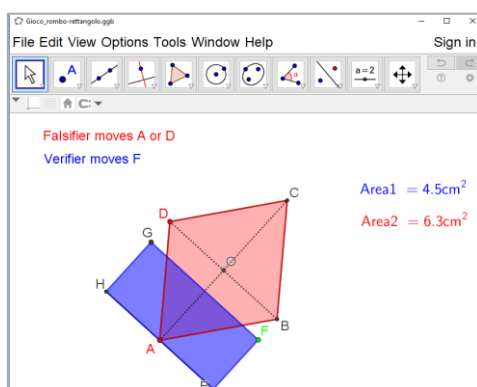 Gioco_rombo-rettangolo.ggb
File Edit View Options Tools Window Help Sign in
A
α
a=2
Falsifier moves A or D
Verifier moves F
Area1 = 4.5cm²
Area2 = 6.3cm²
C
D
G
O
H
B
F
A